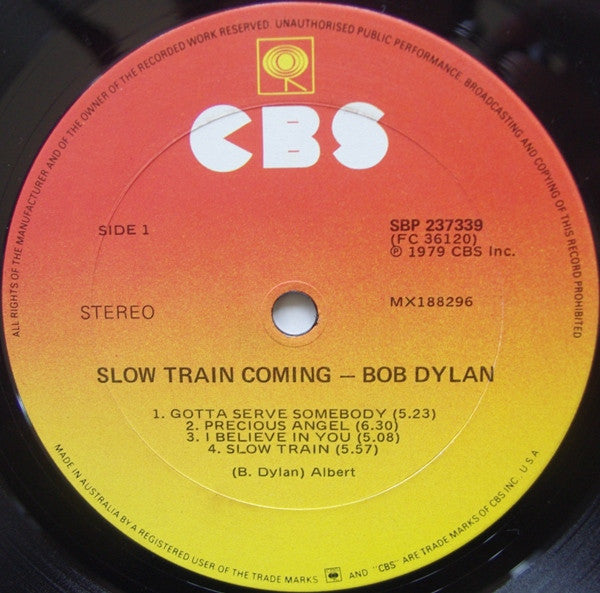 ALL RIGHTS OF THE MANUFACTURER AND OF THE OWNER OF THE RECORDED WORK RESERVED. UNAUTHORISED PUBLIC PERFORMANCE, BROADCASTING AND COPYING OF THIS RECORD PROHIBITED
CBS
SIDE 1
SBP 237339
(FC 36120)
℗ 1979 CBS Inc.
STEREO
MX188296
SLOW TRAIN COMING — BOB DYLAN
1. GOTTA SERVE SOMEBODY (5.23)
2. PRECIOUS ANGEL (6.30)
3. I BELIEVE IN YOU (5.08)
4. SLOW TRAIN (5.57)
(B. Dylan) Albert
MADE IN AUSTRALIA BY A REGISTERED USER OF THE TRADE MARKS AND "CBS" ARE TRADE MARKS OF CBS INC., U.S.A